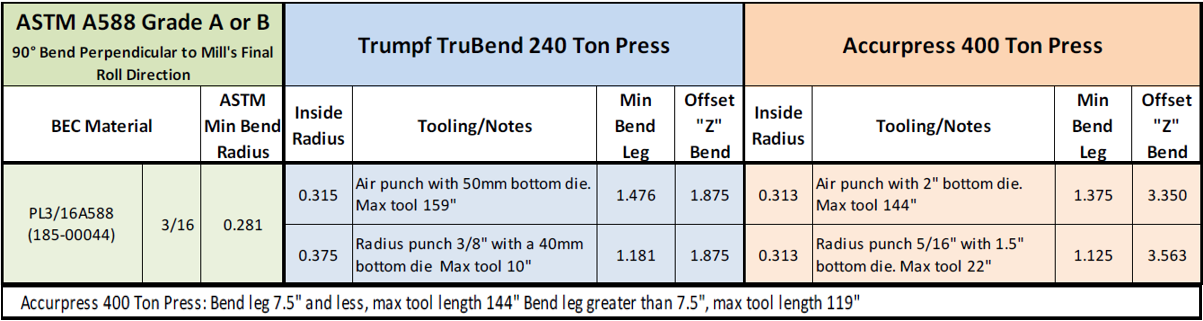 ASTM A588 Grade A or B
90° Bend Perpendicular to Mill's Final
Roll Direction
Trumpf TruBend 240 Ton Press
Accurpress 400 Ton Press
BEC Material
ASTM
Min Bend
Radius
Inside
Radius
Tooling/Notes
Min
Bend
Leg
Offset
"Z"
Bend
Inside
Radius
Tooling/Notes
Min
Bend
Leg
Offset
"Z"
Bend
PL3/16A588
(185-00044)
3/16
0.281
0.315
Air punch with 50mm bottom die.
Max tool 159"
1.476
1.875
0.313
Air punch with 2" bottom die.
Max tool 144"
1.375
3.350
0.375
Radius punch 3/8" with a 40mm
bottom die Max tool 10"
1.181
1.875
0.313
Radius punch 5/16" with 1.5"
bottom die. Max tool 22"
1.125
3.563
Accurpress 400 Ton Press: Bend leg 7.5" and less, max tool length 144" Bend leg greater than 7.5", max tool length 119"